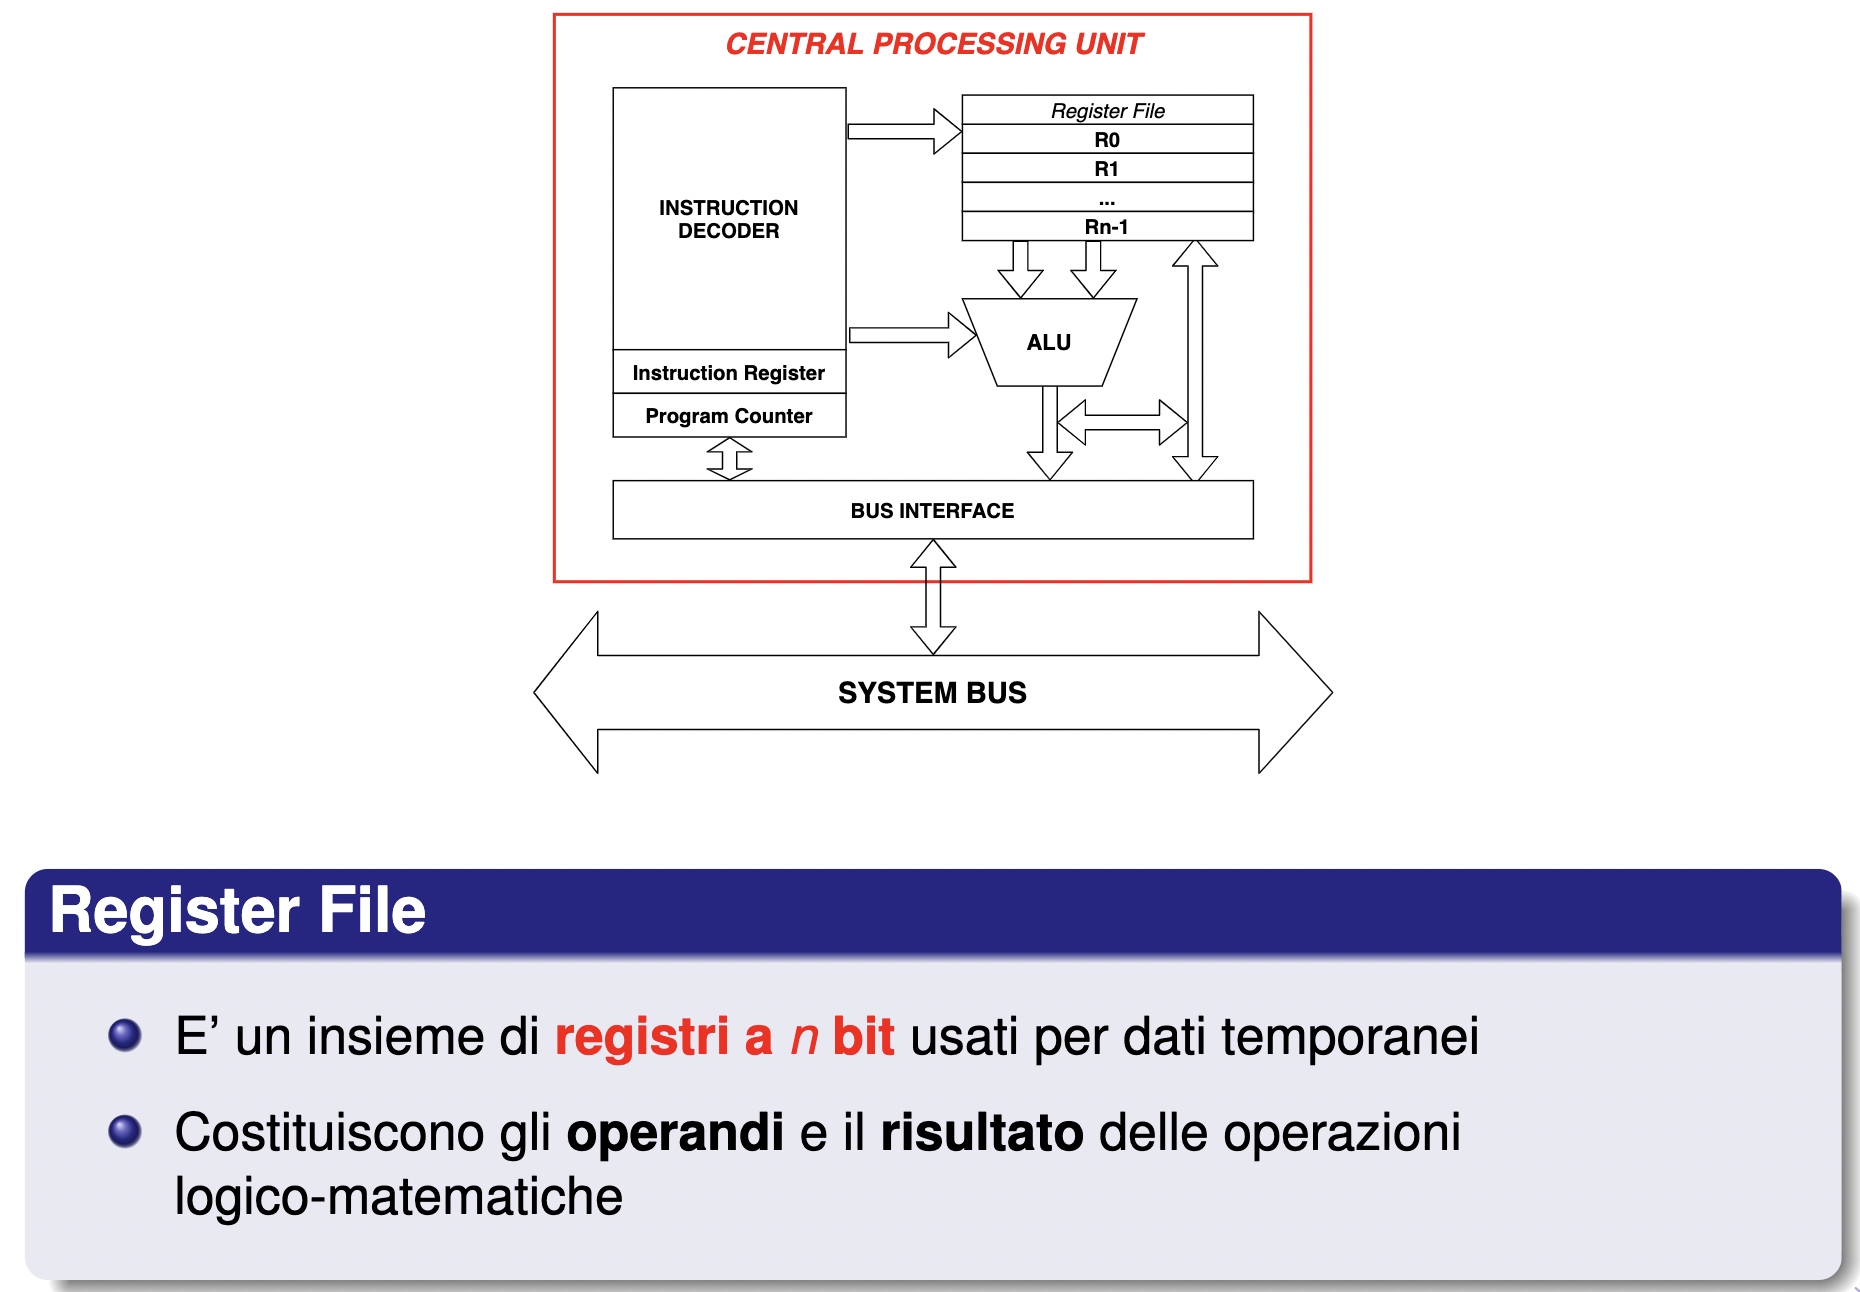 CENTRAL PROCESSING UNIT
INSTRUCTION
DECODER
Instruction Register
Program Counter
Register File
R0
R1
...
Rn-1
ALU
BUS INTERFACE
SYSTEM BUS
Register File
E’ un insieme di registri a n bit usati per dati temporanei
Costituiscono gli operandi e il risultato delle operazioni
logico-matematiche